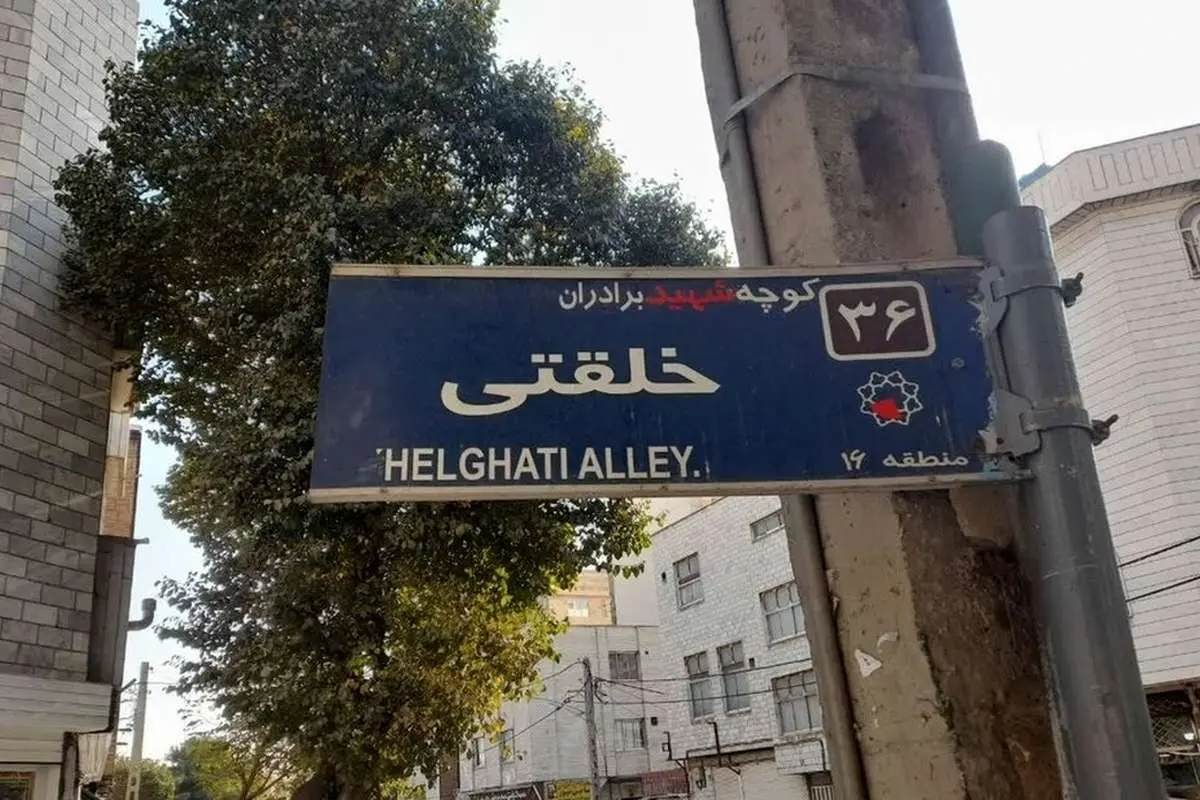 کوچه شهید برادران
۳۶
خلقتی
HELGHATI ALLEY.
منطقه ۱۶